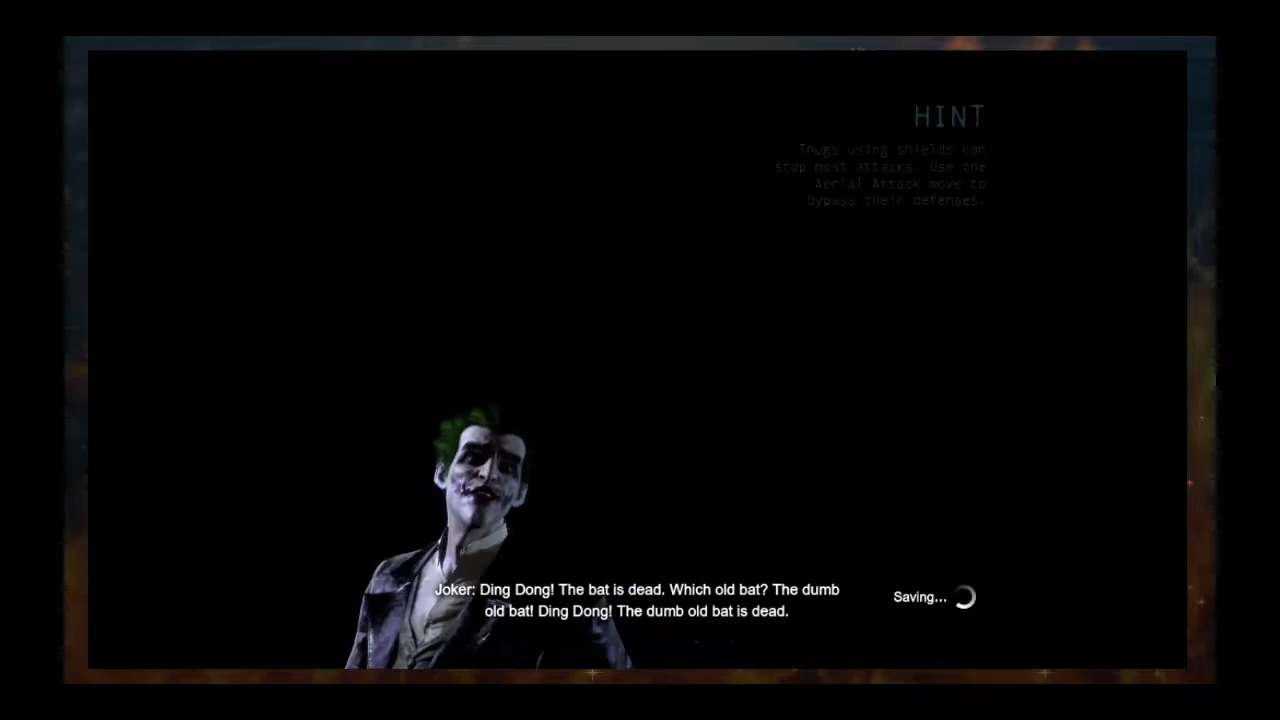 HINT
Thugs using shields can
stop most attacks. Use the
Aerial Attack move to
bypass their defenses.
Joker: Ding Dong! The bat is dead. Which old bat? The dumb
old bat! Ding Dong! The dumb old bat is dead.
Saving...